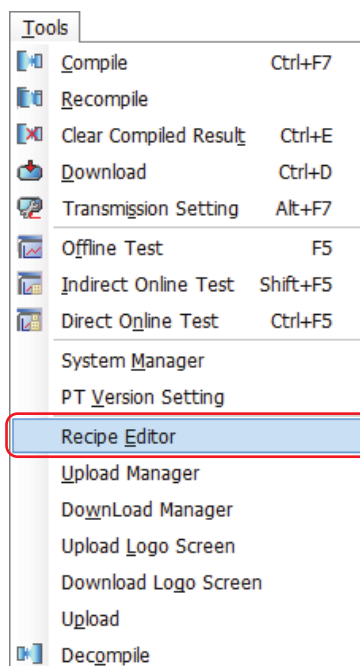 Tools
Compile Ctrl+F7
Recompile
Clear Compiled Result Ctrl+E
Download Ctrl+D
Transmission Setting Alt+F7
Offline Test F5
Indirect Online Test Shift+F5
Direct Online Test Ctrl+F5
System Manager
PT Version Setting
Recipe Editor
Upload Manager
DownLoad Manager
Upload Logo Screen
Download Logo Screen
Upload
Decompile